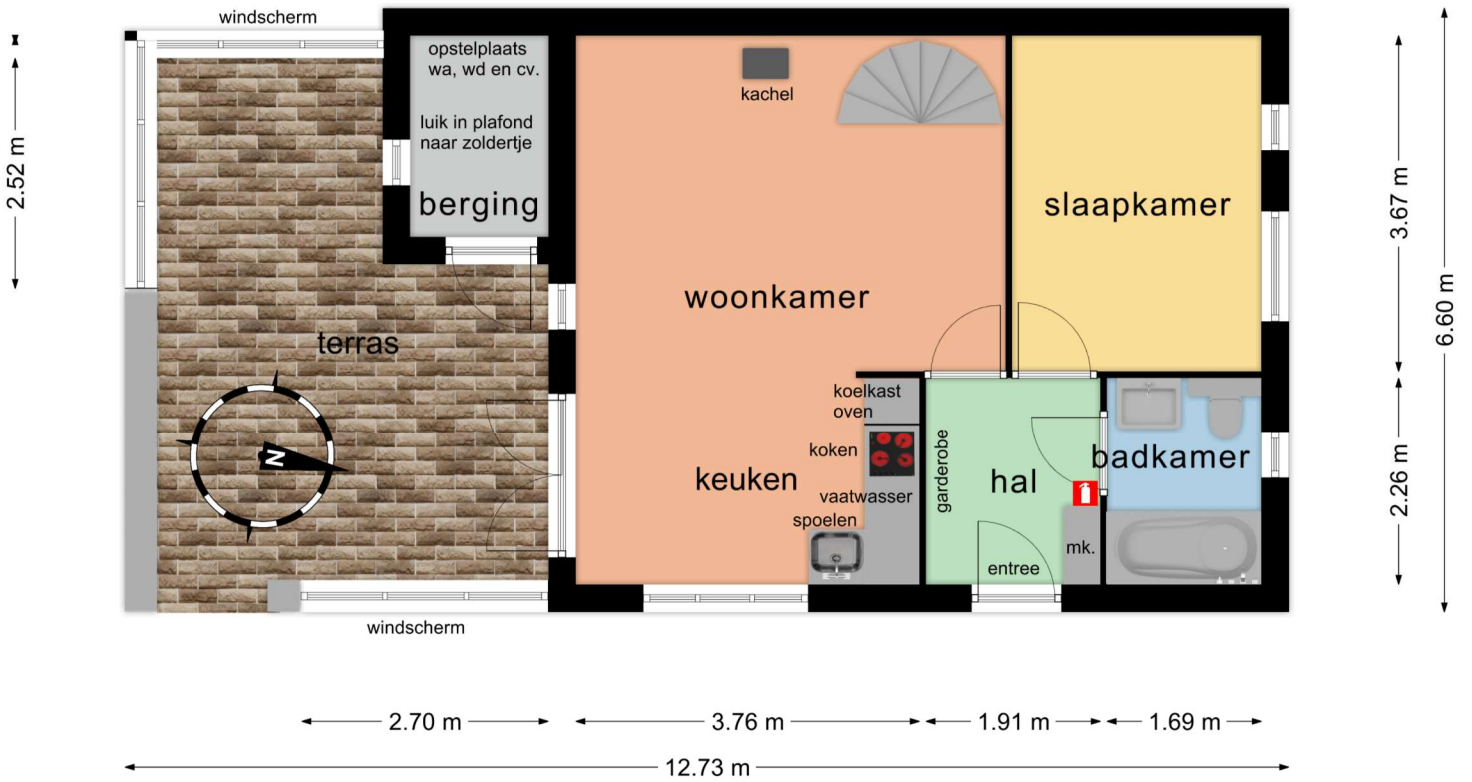 windscherm
opstelplaats
wa, wd en cv.
luik in plafond
naar zoldertje
berging
kachel
woonkamer
slaapkamer
terras
N
koelkast
oven
koken
keuken
vaatwasser
spoelen
garderobe
hal
badkamer
mk.
entree
windscherm
2.52 m
3.67 m
6.60 m
2.26 m
2.70 m
3.76 m
1.91 m
1.69 m
12.73 m